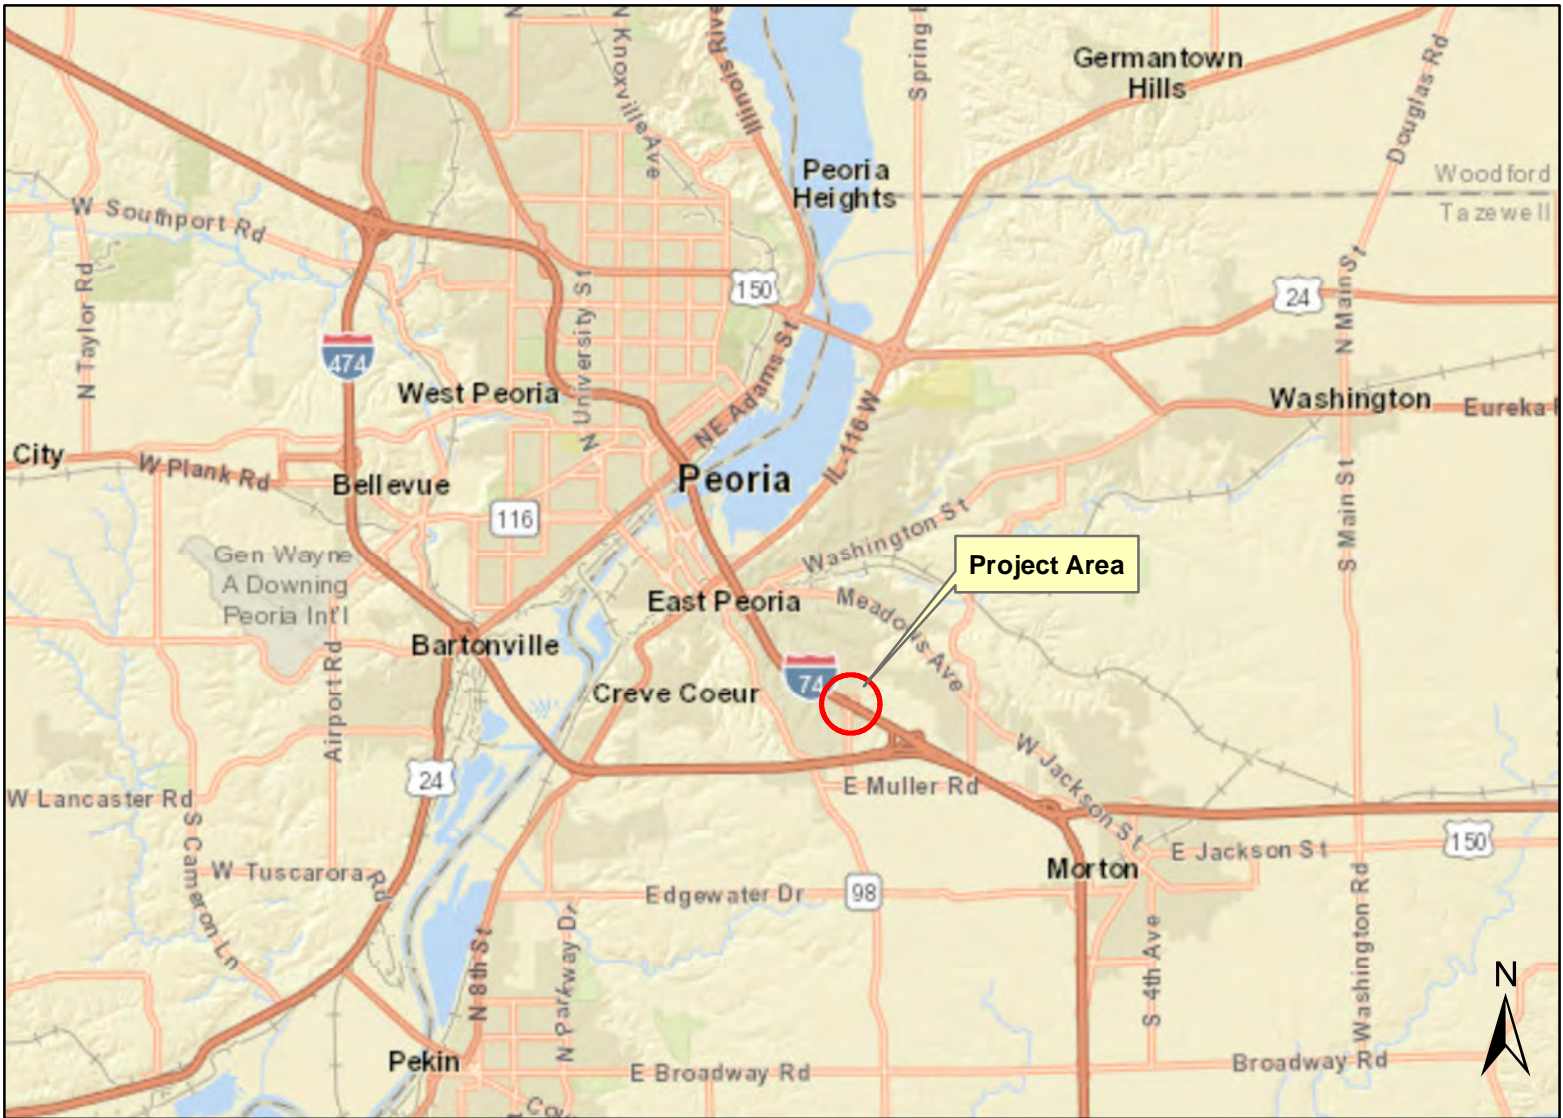 N
N
N Knoxville Ave
Illinois Rive
Spring B
Germantown
Hills
Douglas Rd
Peoria
Heights
Woodford
Tazewell
W Southport Rd
N Taylor Rd
150
24
N Main St
474
N University St
NE Adams St
West Peoria
IL-116 W
Washington
Eureka
City
W Plank Rd
Bellevue
Peoria
116
S Main St
Gen Wayne
A Downing
Peoria Int'l
Washington St
Project Area
East Peoria
Meadows Ave
Bartonville
Airport Rd
Creve Coeur
74
W Jackson St
24
E Muller Rd
W Lancaster Rd
S Cameron Ln
W Tuscarora Rd
150
E Jackson St
Morton
Edgewater Dr
98
N 8th St
N Parkway Dr
S 4th Ave
Washington Rd
N
Pekin
E Broadway Rd
Broadway Rd